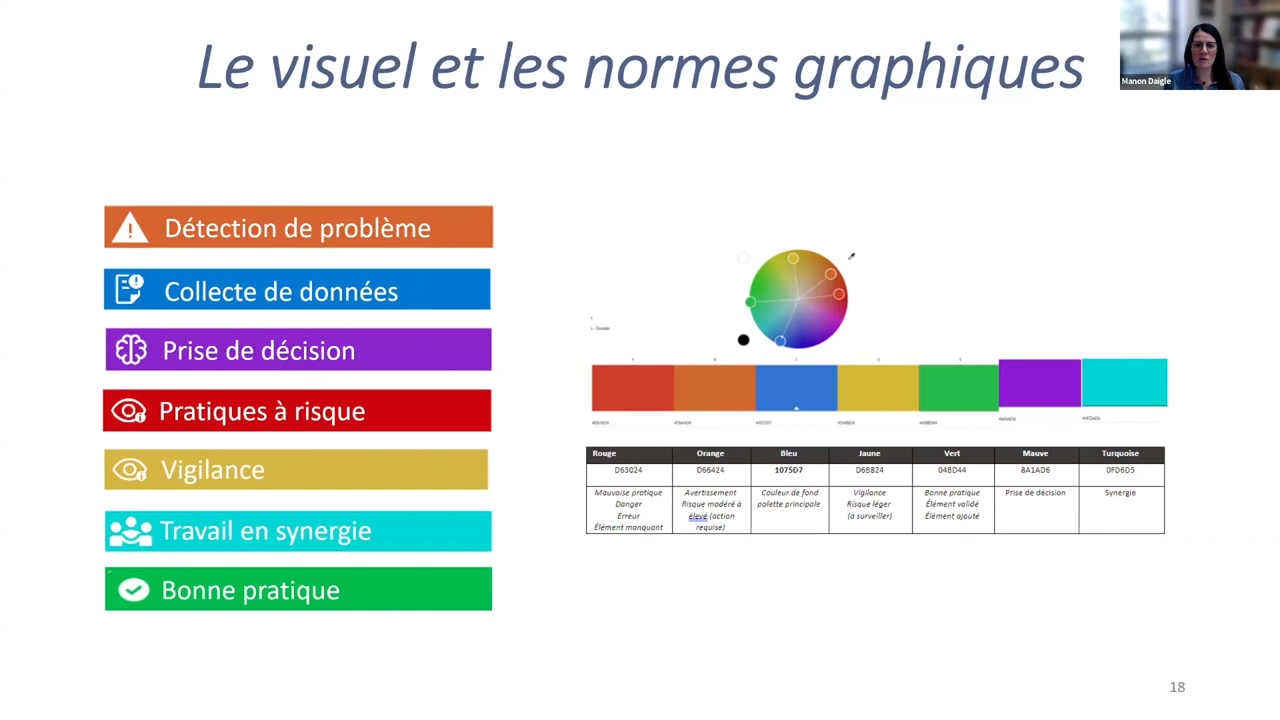 Le visuel et les normes graphiques
Manon Daigle
Détection de problème
Collecte de données
Prise de décision
Pratiques à risque
Vigilance
Travail en synergie
Bonne pratique
Rouge Orange Bleu Jaune Vert Mauve Turquoise
D63024 D66424 1075D7 D6B824 04BD44 8A1AD6 0FD6D5
Mauvaise pratique Avertissement Couleur de fond Vigilance Bonne pratique Prise de décision Synergie
Danger Risque modéré à palette principale Risque léger Élément validé
Erreur élevé (action (à surveiller) Élément ajouté
Élément manquant requise)
18